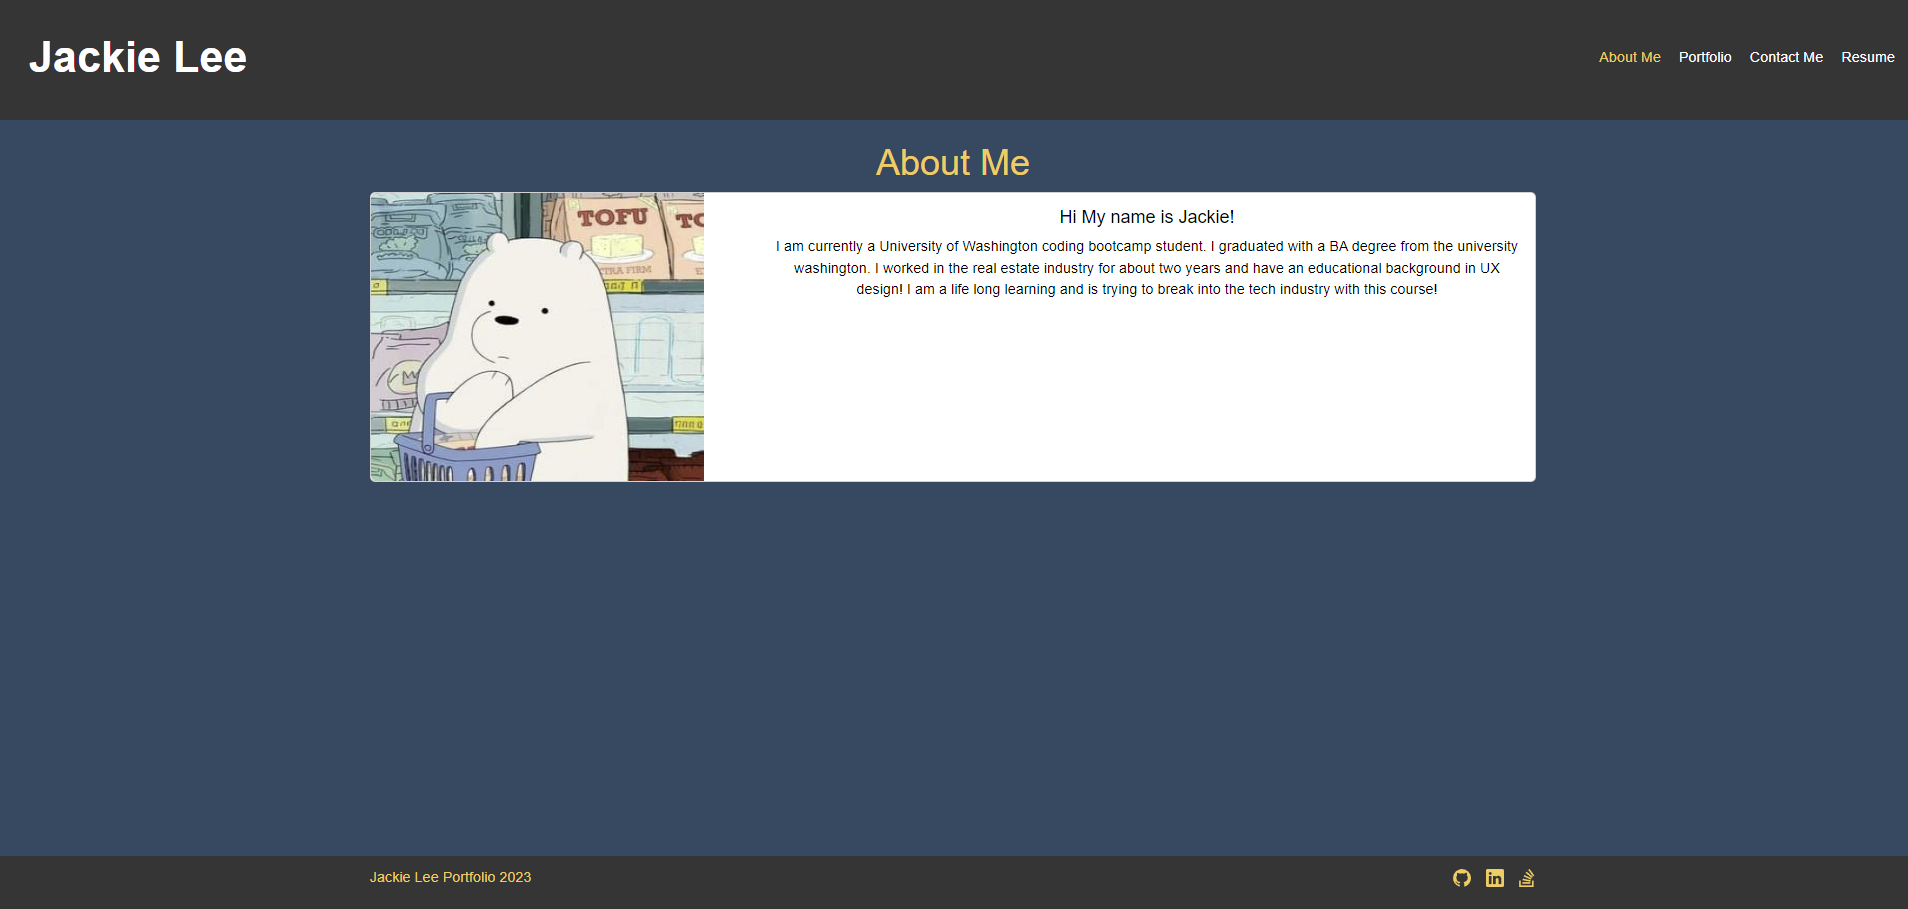 Jackie Lee
About Me Portfolio Contact Me Resume
About Me
TOFU
TRA FIRM
Hi My name is Jackie!
I am currently a University of Washington coding bootcamp student. I graduated with a BA degree from the university
washington. I worked in the real estate industry for about two years and have an educational background in UX
design! I am a life long learning and is trying to break into the tech industry with this course!
Jackie Lee Portfolio 2023
in